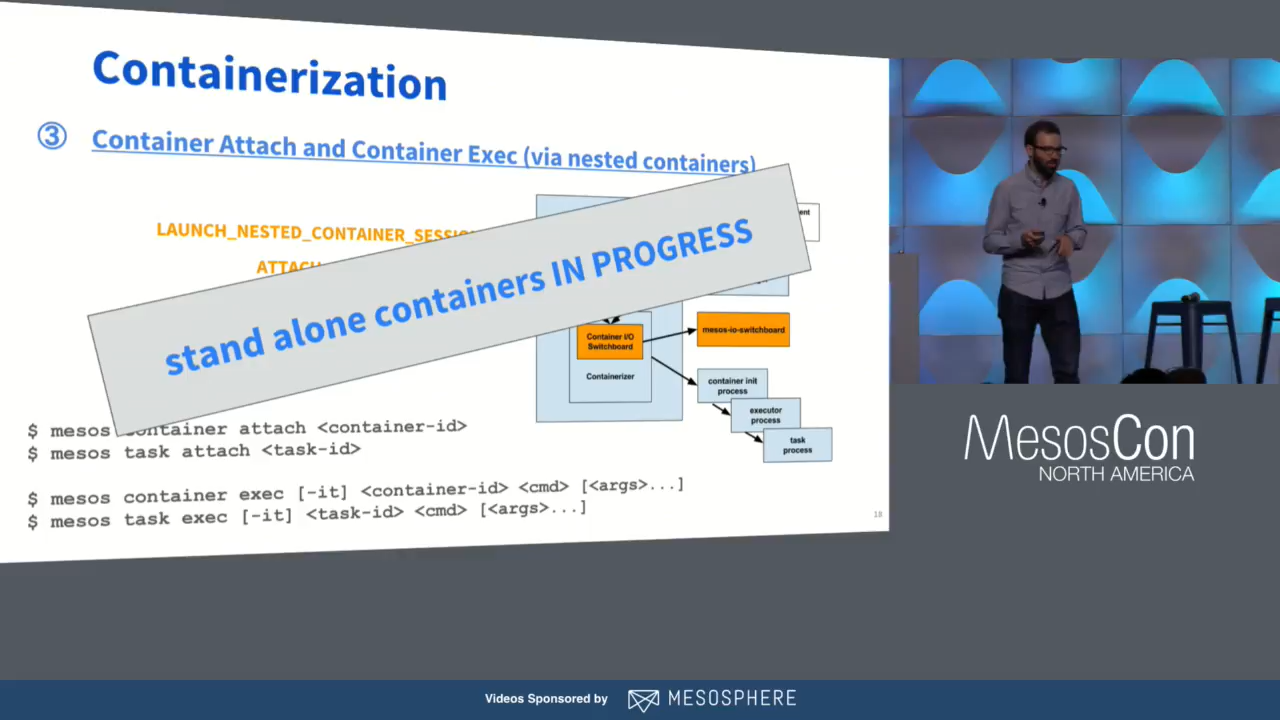 Containerization
③ Container Attach and Container Exec (via nested containers)
LAUNCH_NESTED_CONTAINER_SESSIO
ATTACH
stand alone containers IN PROGRESS
Container I/O
Switchboard
Containerizer
mesos-io-switchboard
container init
process
executor
process
task
process
$ mesos container attach <container-id>
$ mesos task attach <task-id>
$ mesos container exec [-it] <container-id> <cmd> [<args>...]
$ mesos task exec [-it] <task-id> <cmd> [<args>...]
18
MesosCon
NORTH AMERICA
Videos Sponsored by
MESOSPHERE